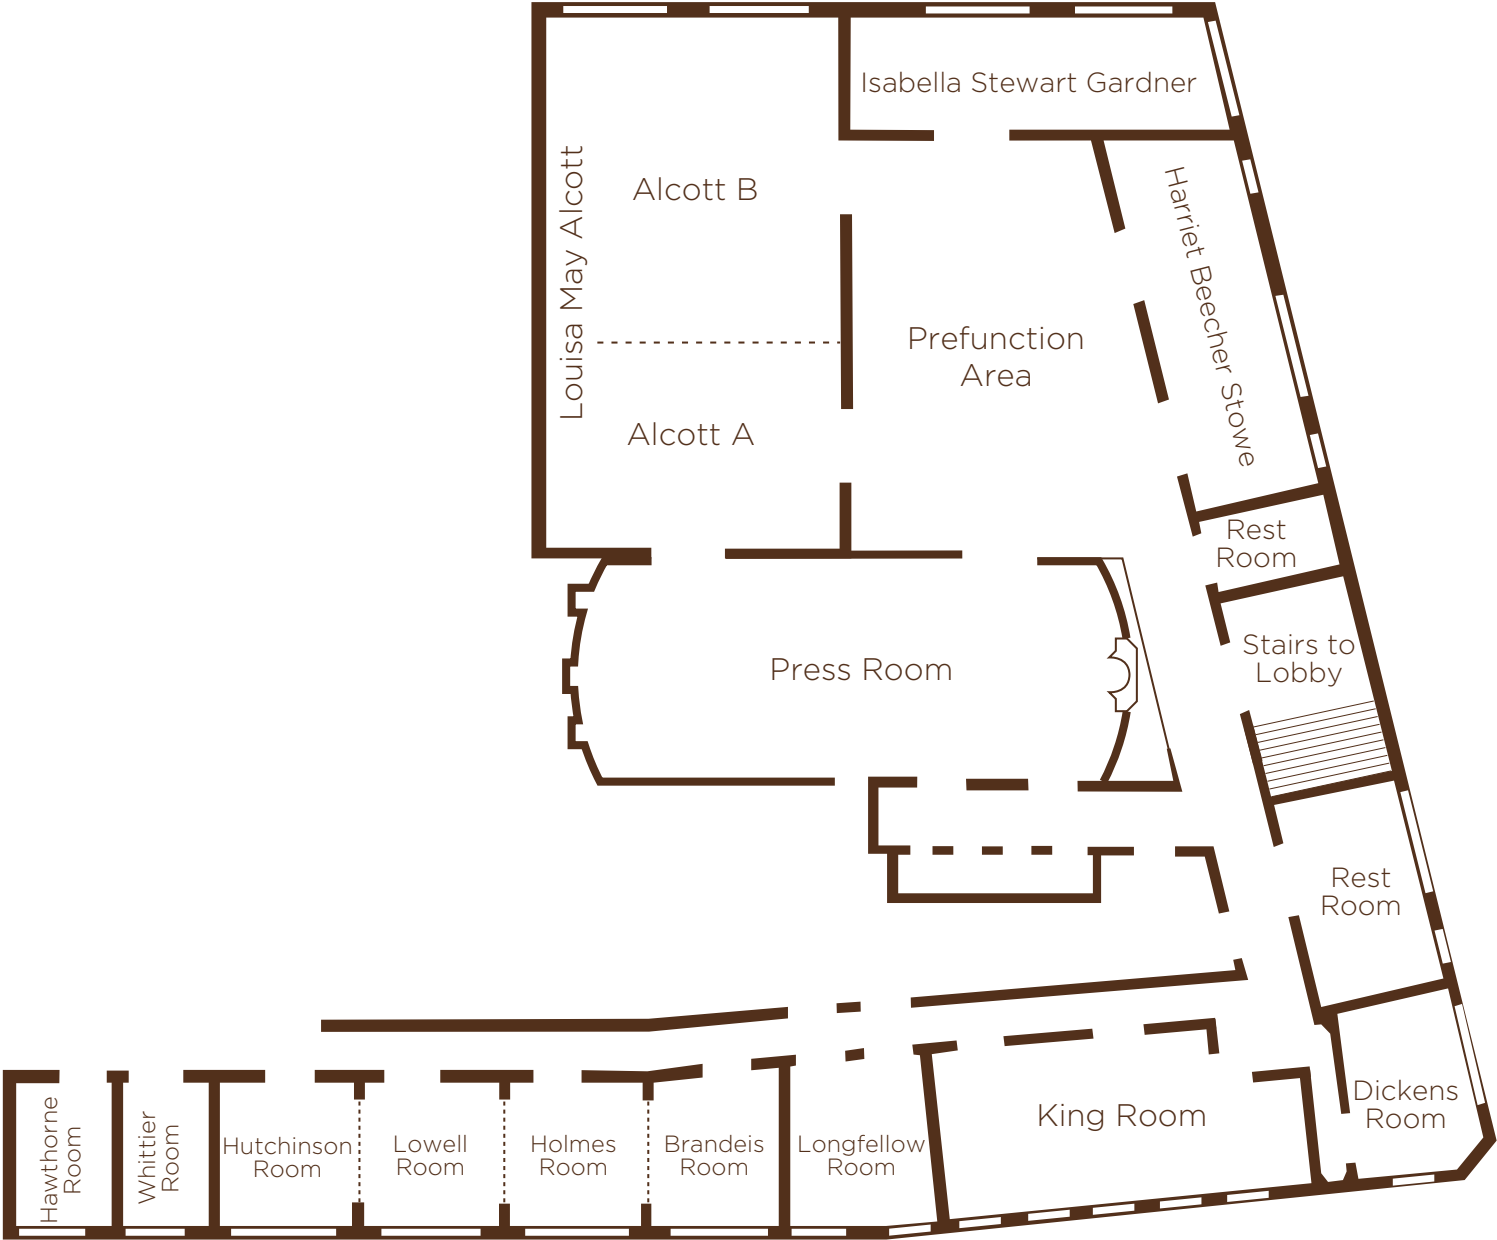 Isabella Stewart Gardner
Louisa May Alcott
Alcott B
Harriet Beecher Stowe
Prefunction
Area
Alcott A
Rest
Room
Stairs to
Lobby
Press Room
Rest
Room
Dickens
Room
King Room
Hawthorne
Room
Whittier
Room
Hutchinson
Room
Lowell
Room
Holmes
Room
Brandeis
Room
Longfellow
Room